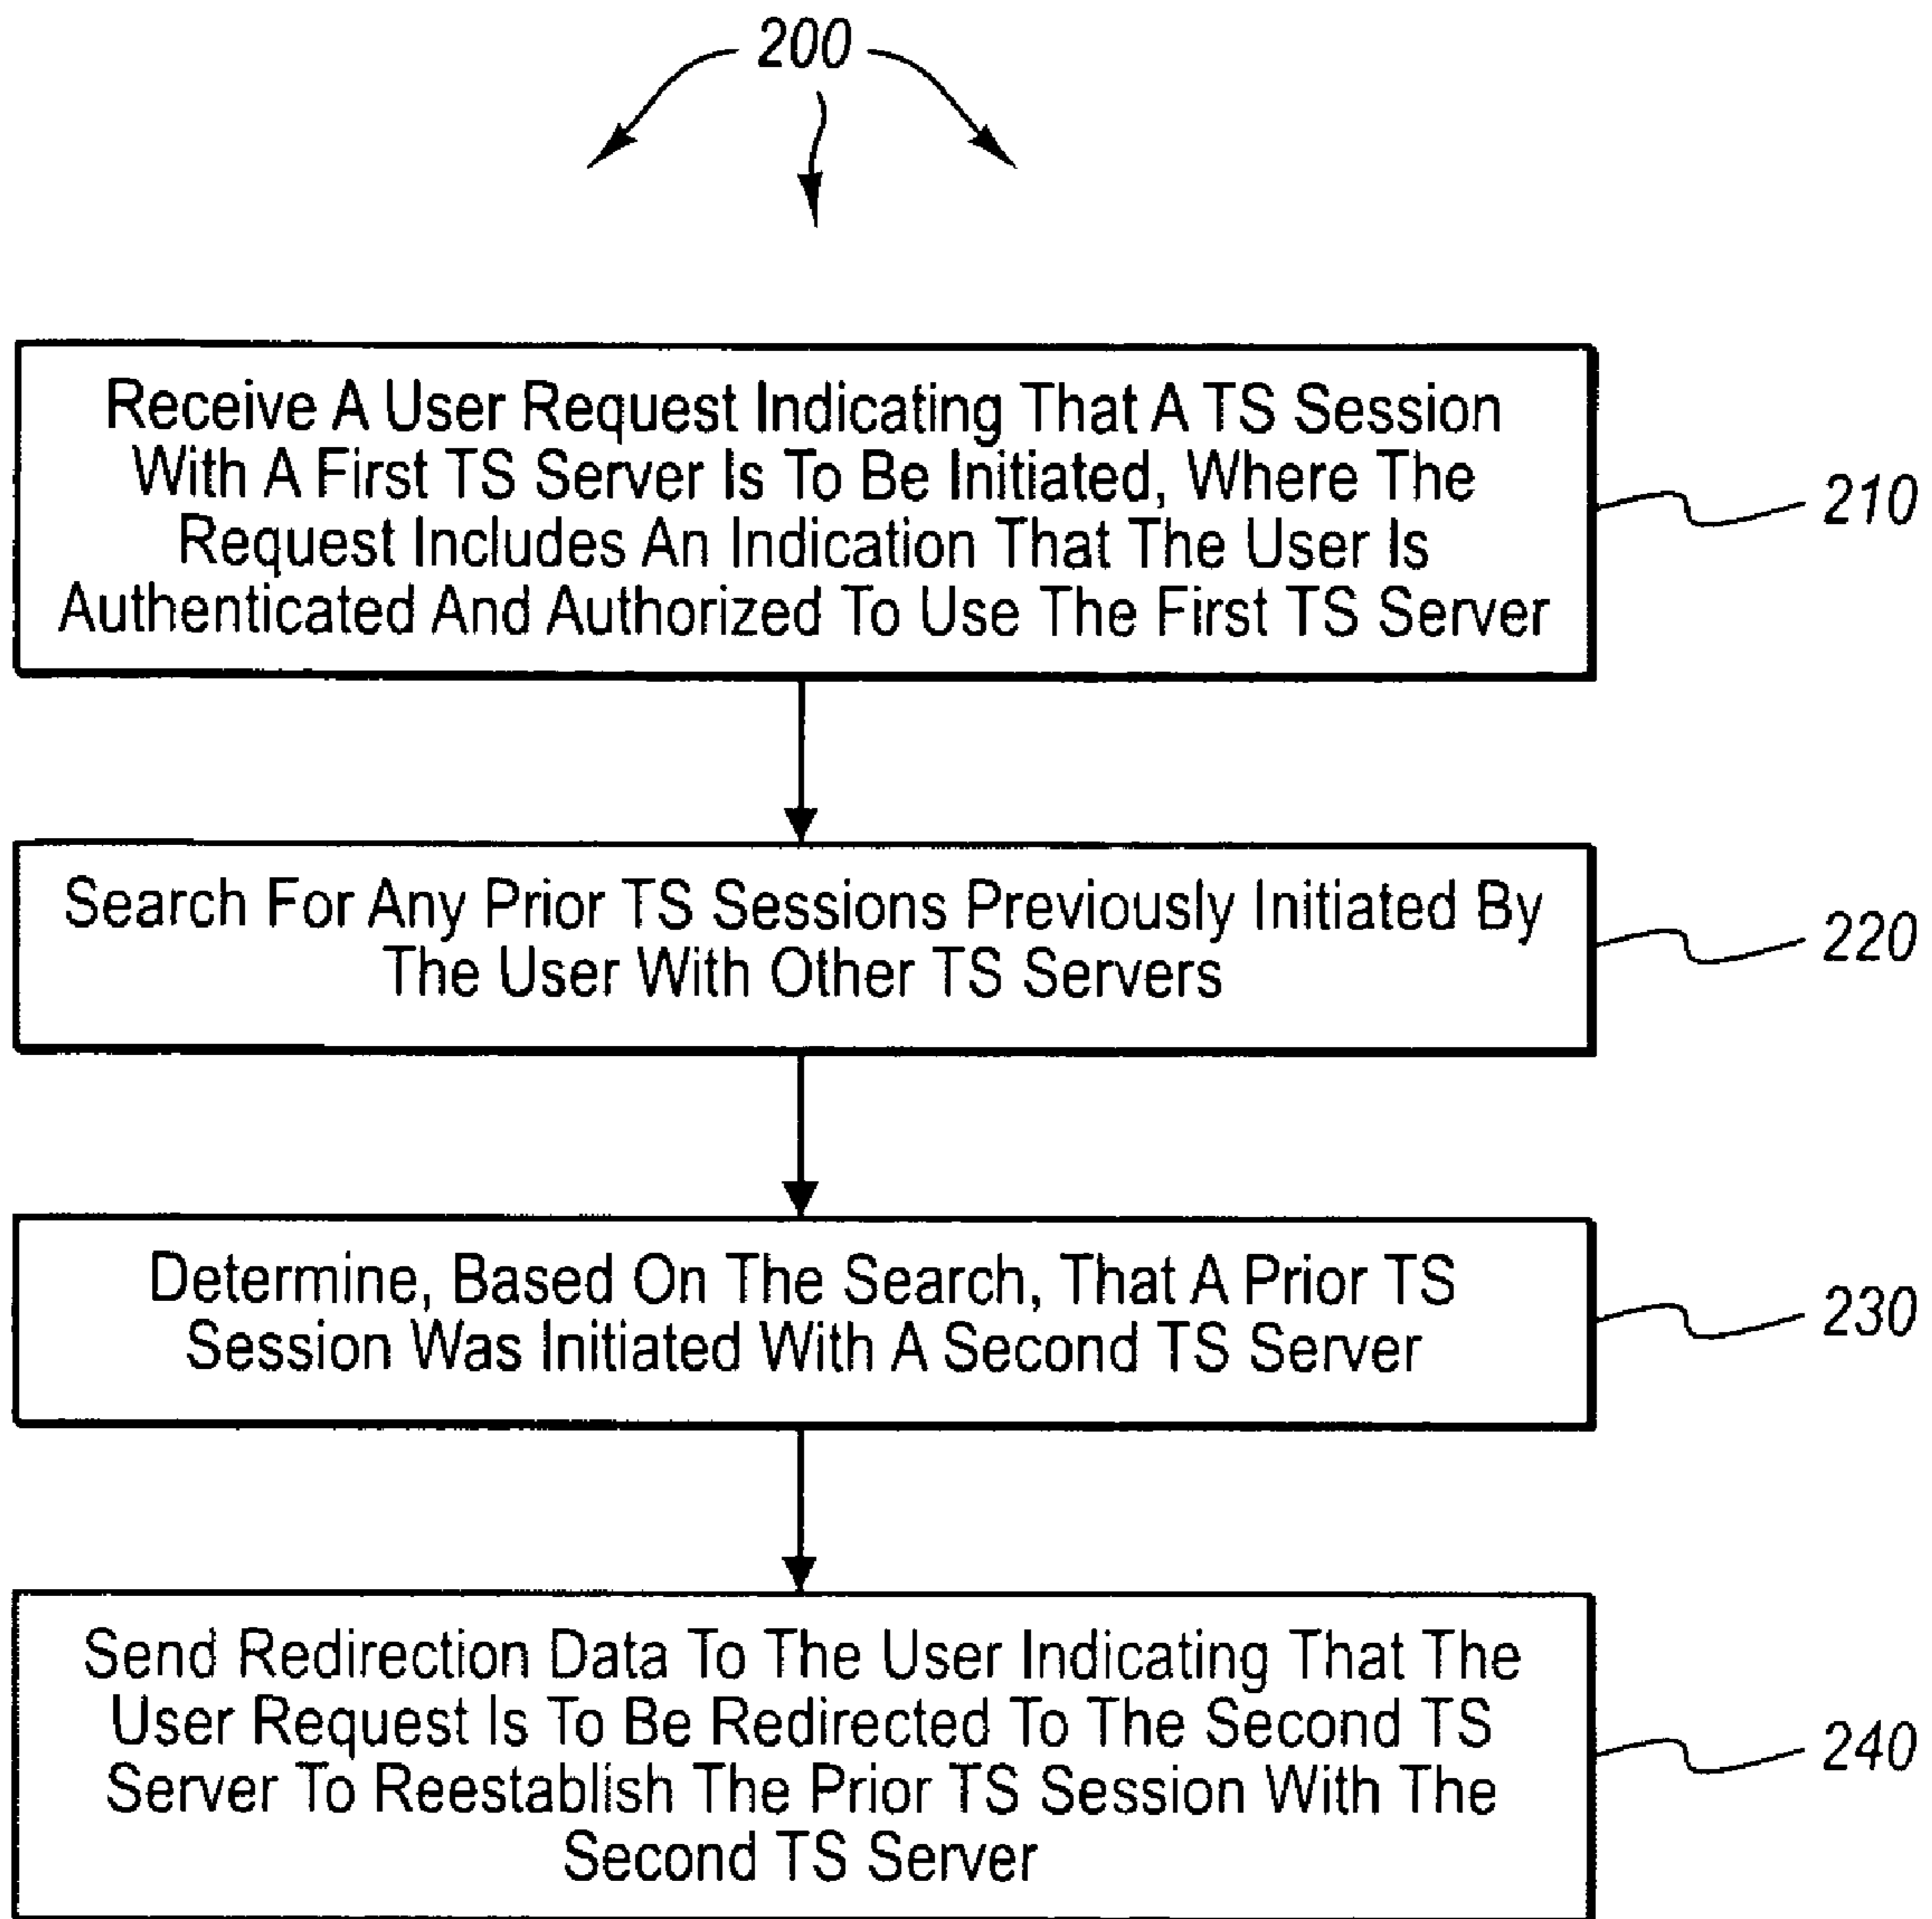 200
Receive A User Request Indicating That A TS Session
With A First TS Server Is To Be Initiated, Where The
Request Includes An Indication That The User Is
Authenticated And Authorized To Use The First TS Server
210
Search For Any Prior TS Sessions Previously Initiated By
The User With Other TS Servers
220
Determine, Based On The Search, That A Prior TS
Session Was Initiated With A Second TS Server
230
Send Redirection Data To The User Indicating That The
User Request Is To Be Redirected To The Second TS
Server To Reestablish The Prior TS Session With The
Second TS Server
240